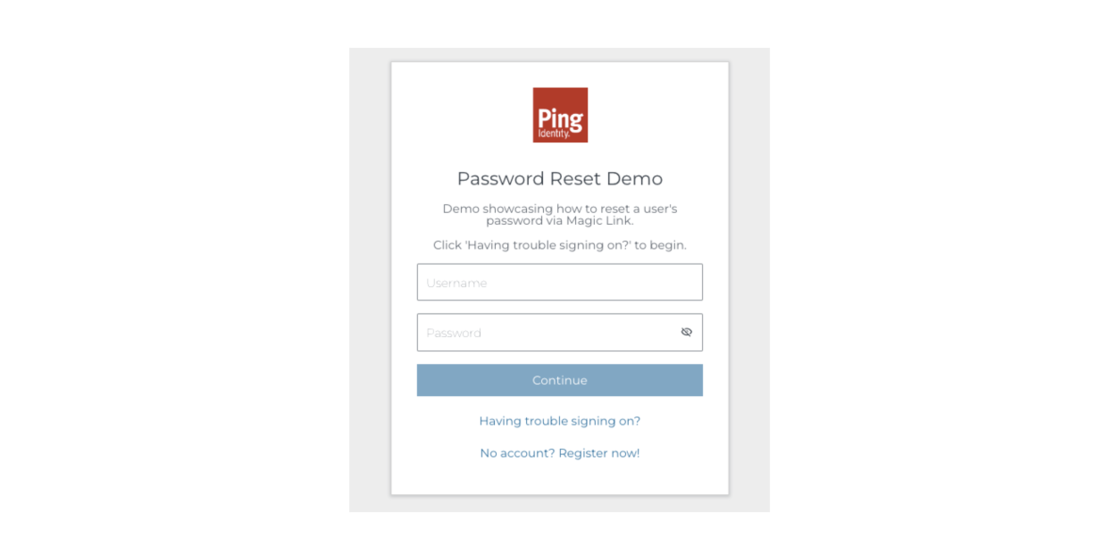 Ping
Identity.
Password Reset Demo
Demo showcasing how to reset a user's
password via Magic Link.
Click 'Having trouble signing on?' to begin.
Username
Password
Continue
Having trouble signing on?
No account? Register now!